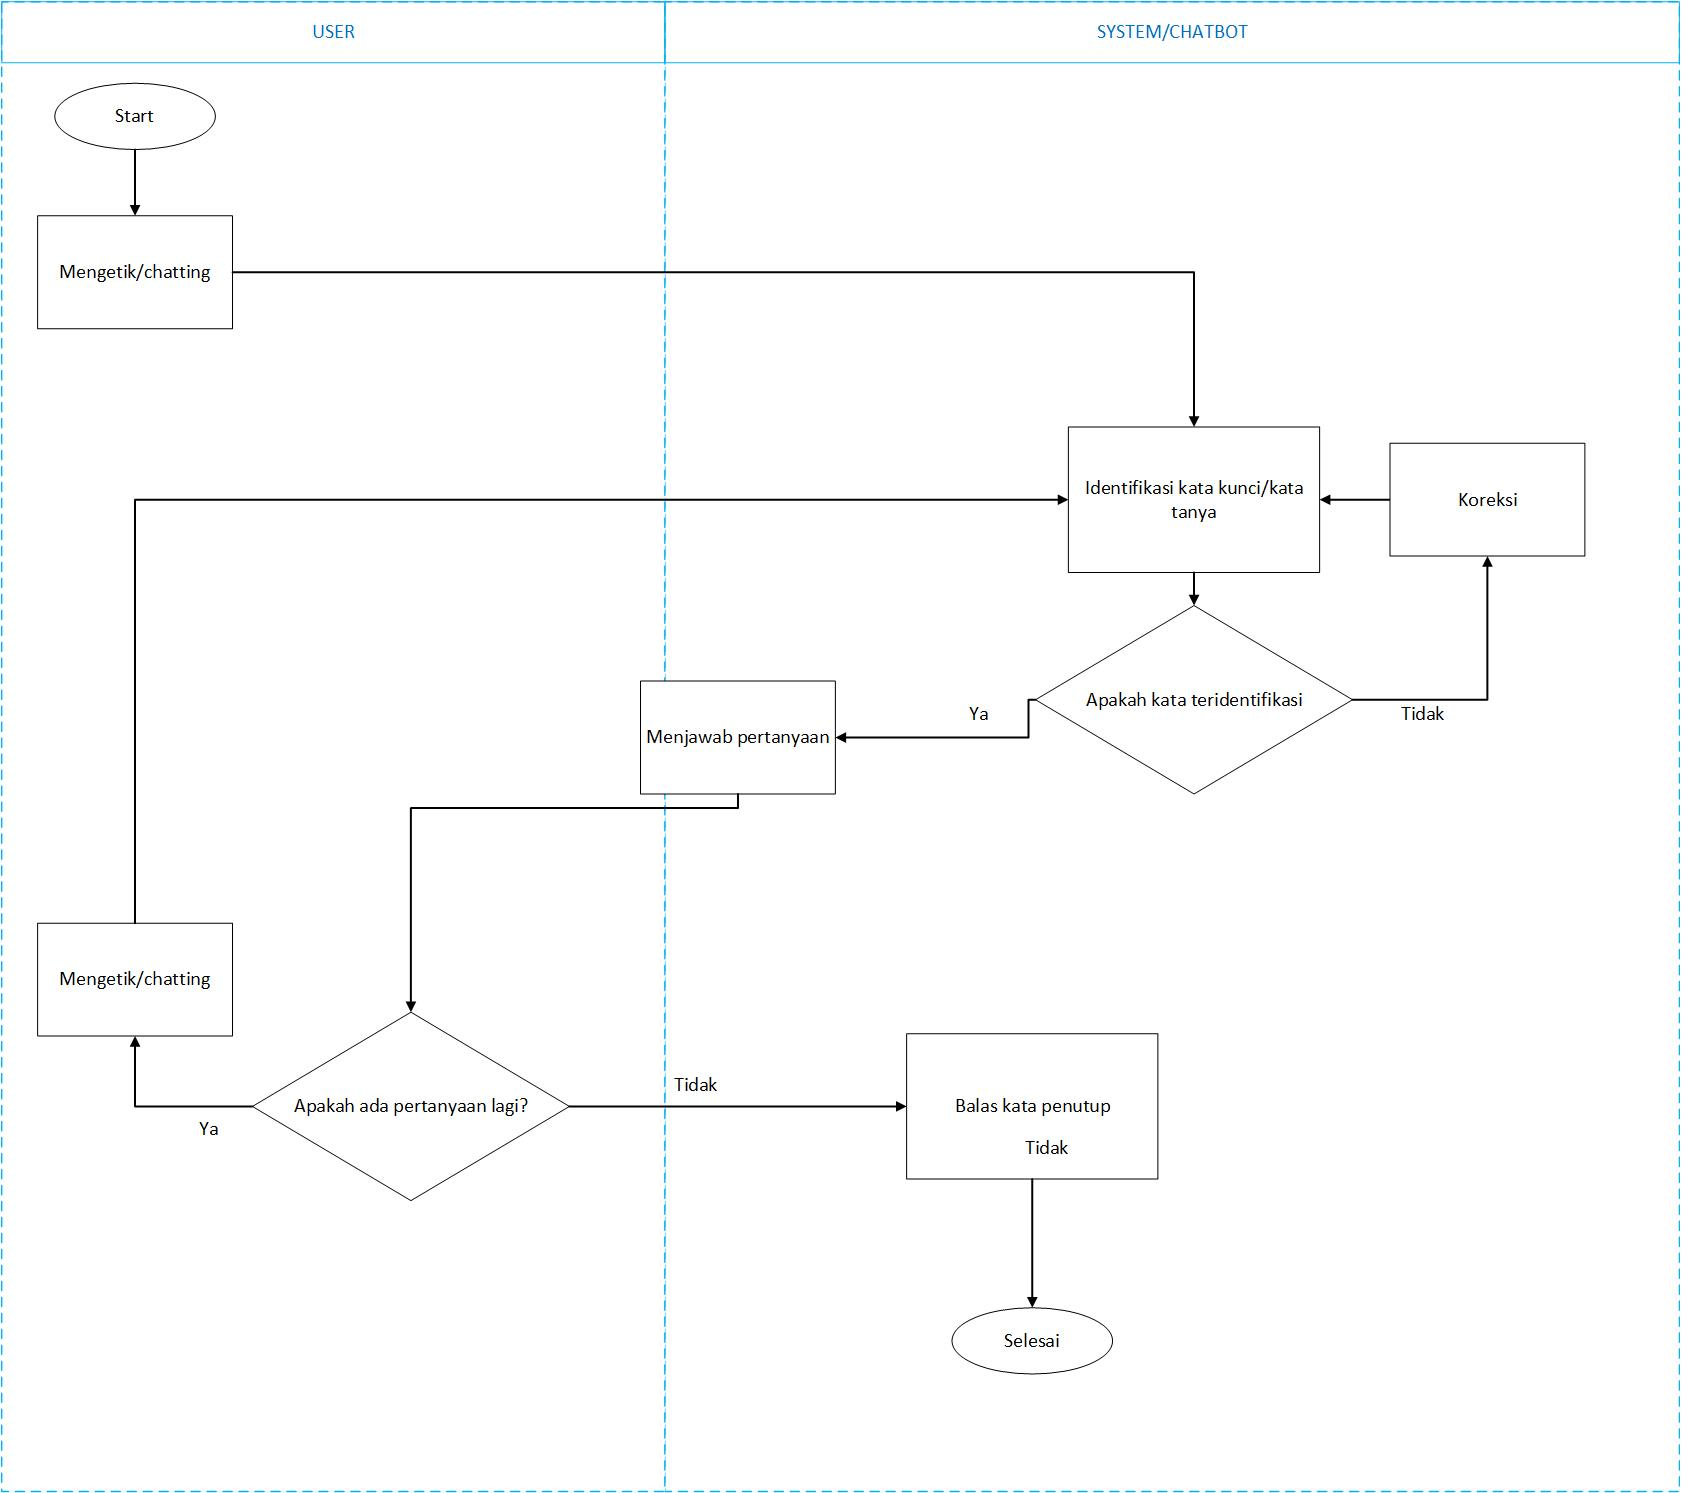 USER
SYSTEM/CHATBOT
Start
Mengetik/chatting
Identifikasi kata kunci/kata
tanya
Koreksi
Apakah kata teridentifikasi
Ya
Tidak
Menjawab pertanyaan
Mengetik/chatting
Apakah ada pertanyaan lagi?
Ya
Tidak
Balas kata penutup
Tidak
Selesai